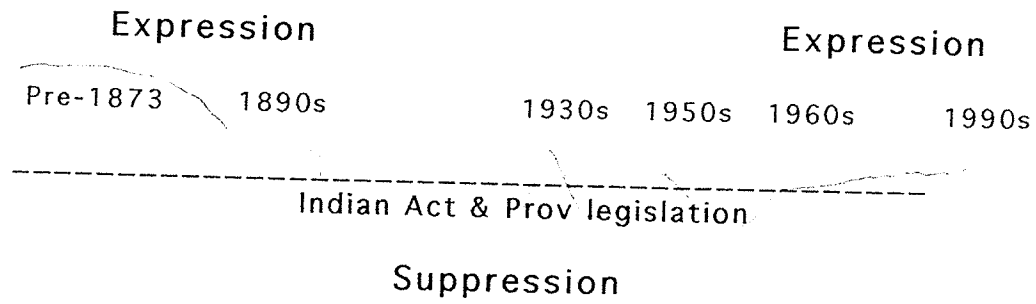 Expression Expression
Pre-1873 1890s 1930s 1950s 1960s 1990s
Indian Act & Prov legislation
Suppression